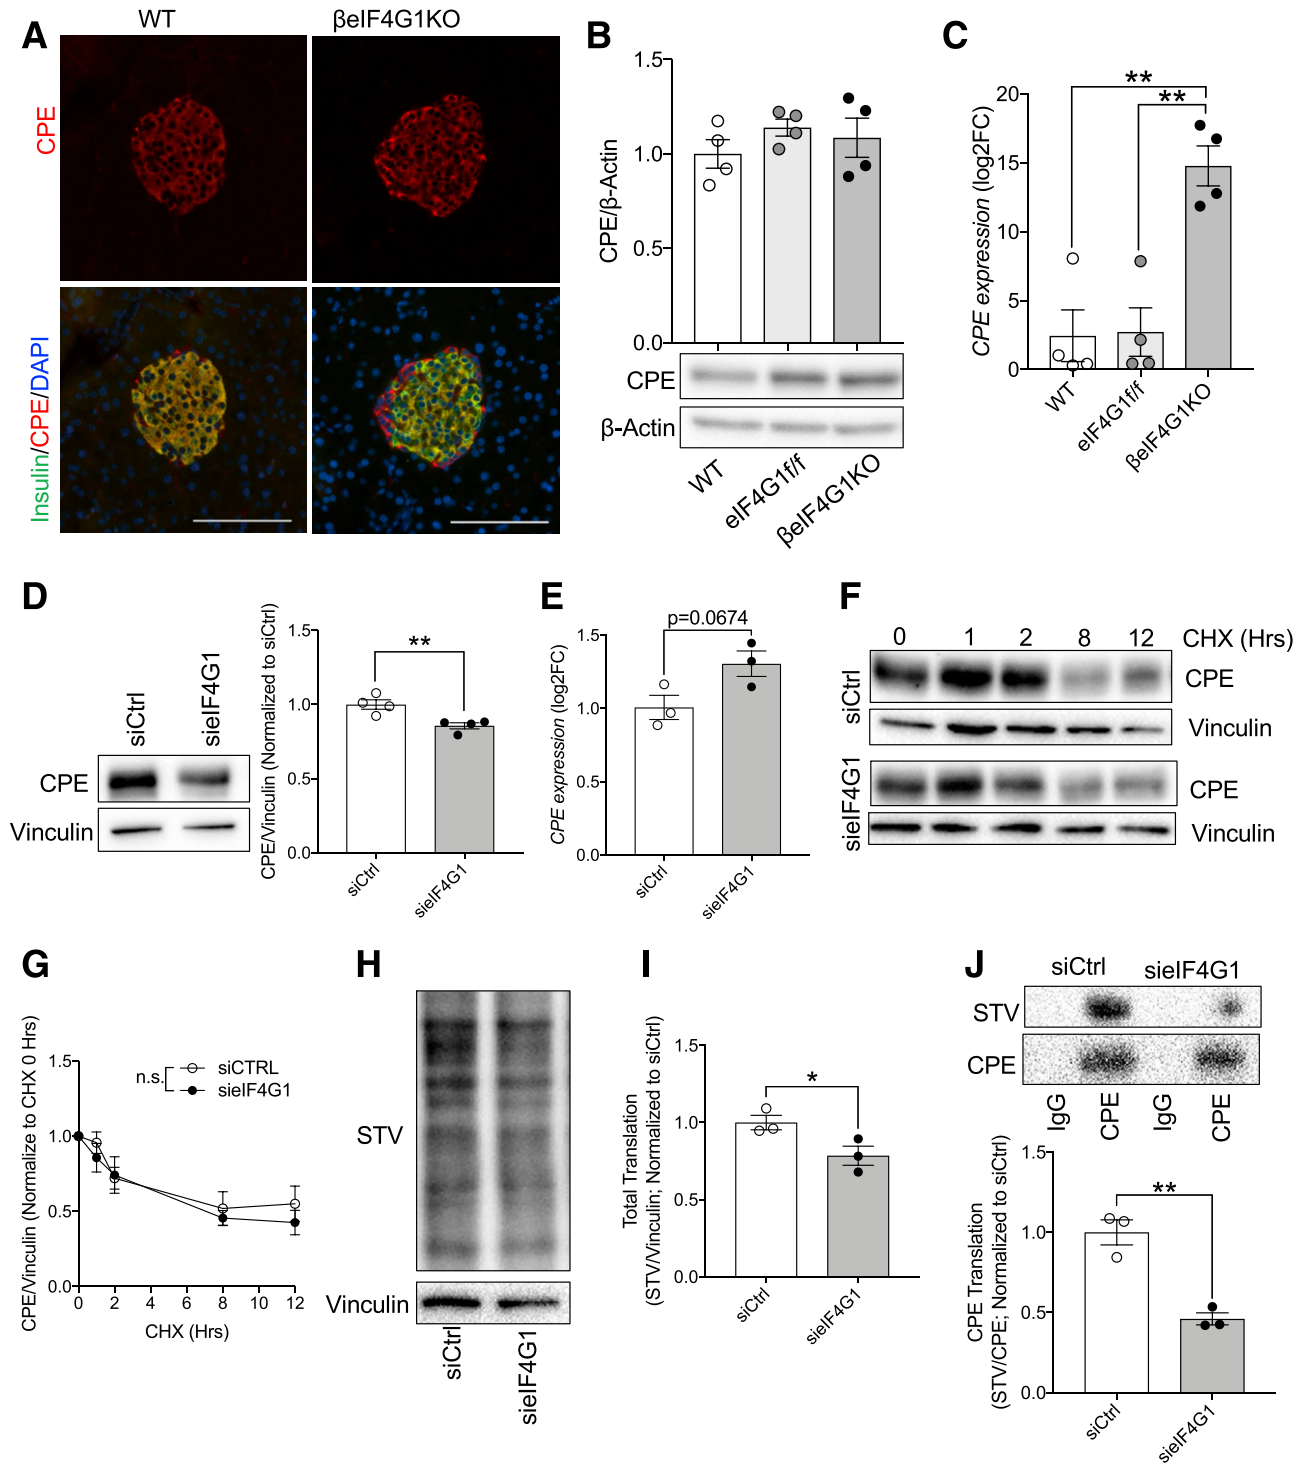 A
WT
βeIF4G1KO
CPE
Insulin/CPE/DAPI
B
CPE/β-Actin
1.5
1.0
0.5
0.0
CPE
β-Actin
WT
eIF4G1f/f
βeIF4G1KO
C
CPE expression (log2FC)
20
15
10
5
0
**
**
WT
eIF4G1f/f
βeIF4G1KO
D
siCtrl
sieIF4G1
CPE
Vinculin
CPE/Vinculin (Normalized to siCtrl)
1.5
1.0
0.5
0.0
**
siCtrl
sieIF4G1
E
CPE expression (log2FC)
1.5
1.0
0.5
0.0
p=0.0674
siCtrl
sieIF4G1
F
0 1 2 8 12 CHX (Hrs)
siCtrl
CPE
Vinculin
sieIF4G1
CPE
Vinculin
G
CPE/Vinculin (Normalize to CHX 0 Hrs)
1.5
1.0
0.5
0.0
n.s.
siCTRL
sieIF4G1
0 2 4 6 8 10 12
CHX (Hrs)
H
STV
Vinculin
siCtrl
sieIF4G1
I
Total Translation
(STV/Vinculin; Normalized to siCtrl)
1.5
1.0
0.5
0.0
*
siCtrl
sieIF4G1
J
siCtrl sieIF4G1
STV
CPE
IgG
CPE
IgG
CPE
CPE Translation
(STV/CPE; Normalized to siCtrl)
1.5
1.0
0.5
0.0
**
siCtrl
sieIF4G1